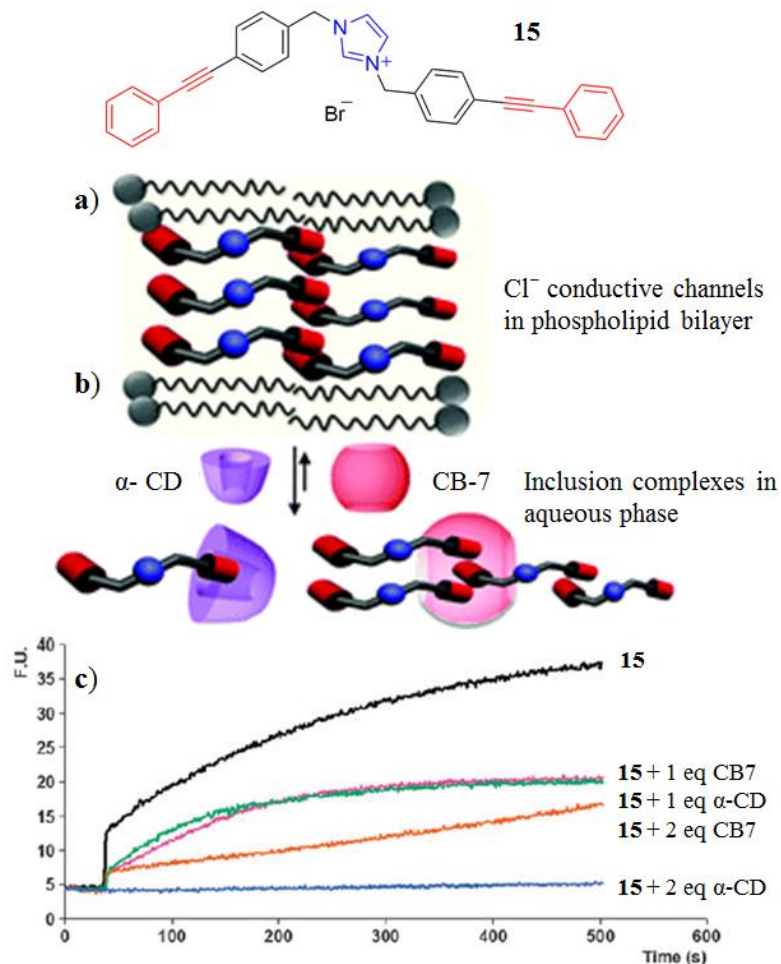 15
N
N+
Br−
a)
Cl− conductive channels
in phospholipid bilayer
b)
α- CD
CB-7
Inclusion complexes in
aqueous phase
c)
F.U.
40
35
30
25
20
15
10
5
0
15
15 + 1 eq CB7
15 + 1 eq α-CD
15 + 2 eq CB7
15 + 2 eq α-CD
0 100 200 300 400 500 600
Time (s)